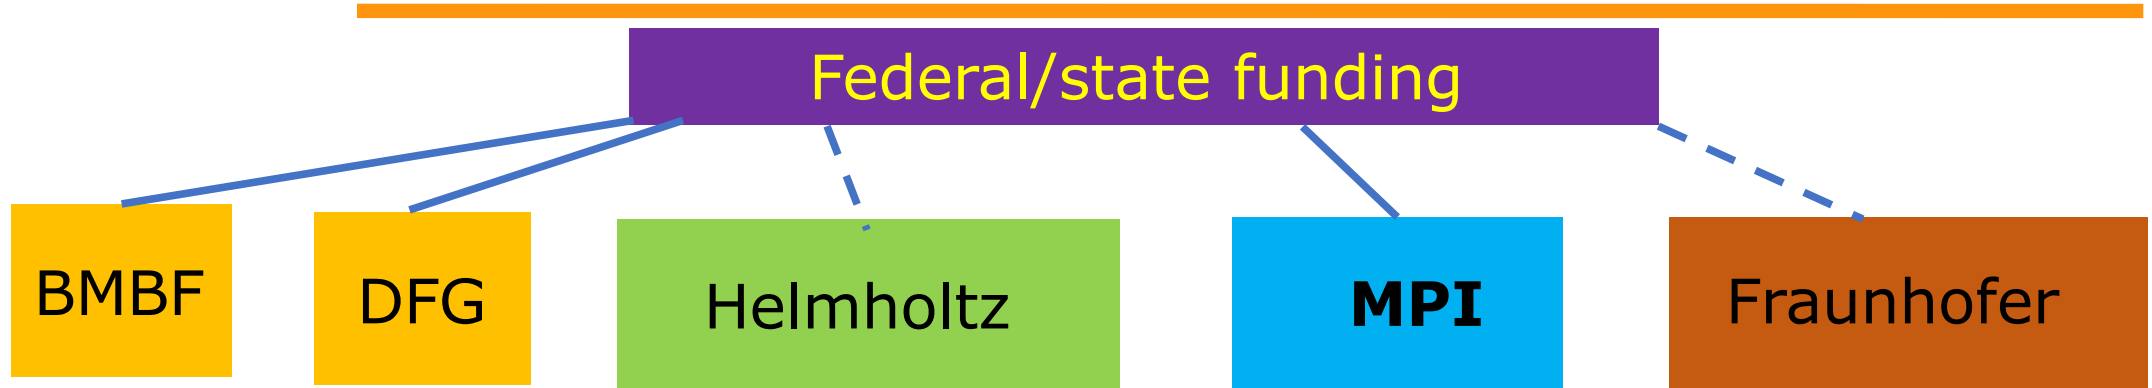 Federal/state funding
BMBF
DFG
Helmholtz
MPI
Fraunhofer